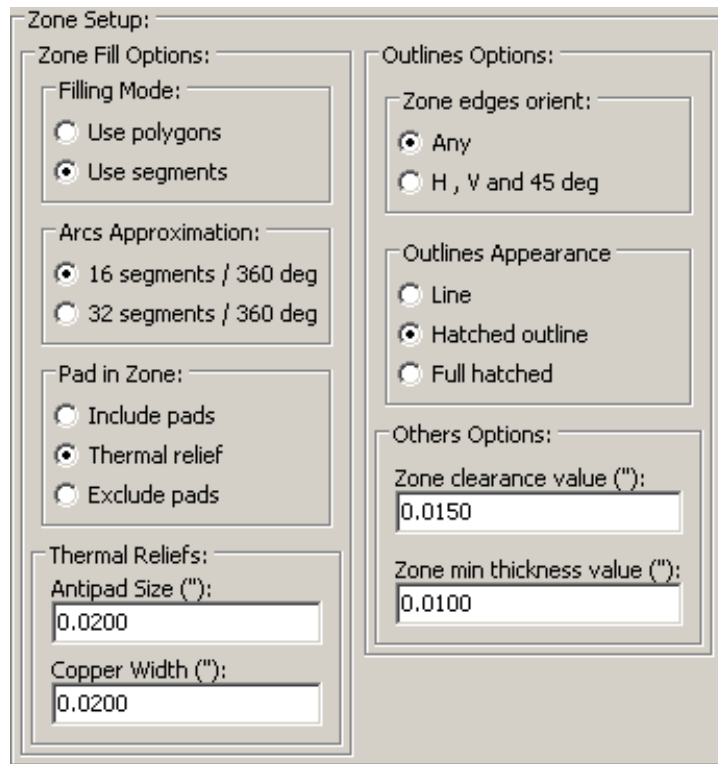 Zone Setup:
Zone Fill Options:
Filling Mode:
Use polygons
Use segments
Arcs Approximation:
16 segments / 360 deg
32 segments / 360 deg
Pad in Zone:
Include pads
Thermal relief
Exclude pads
Thermal Reliefs:
Antipad Size ("):
0.0200
Copper Width ("):
0.0200
Outlines Options:
Zone edges orient:
Any
H , V and 45 deg
Outlines Appearance
Line
Hatched outline
Full hatched
Others Options:
Zone clearance value ("):
0.0150
Zone min thickness value ("):
0.0100